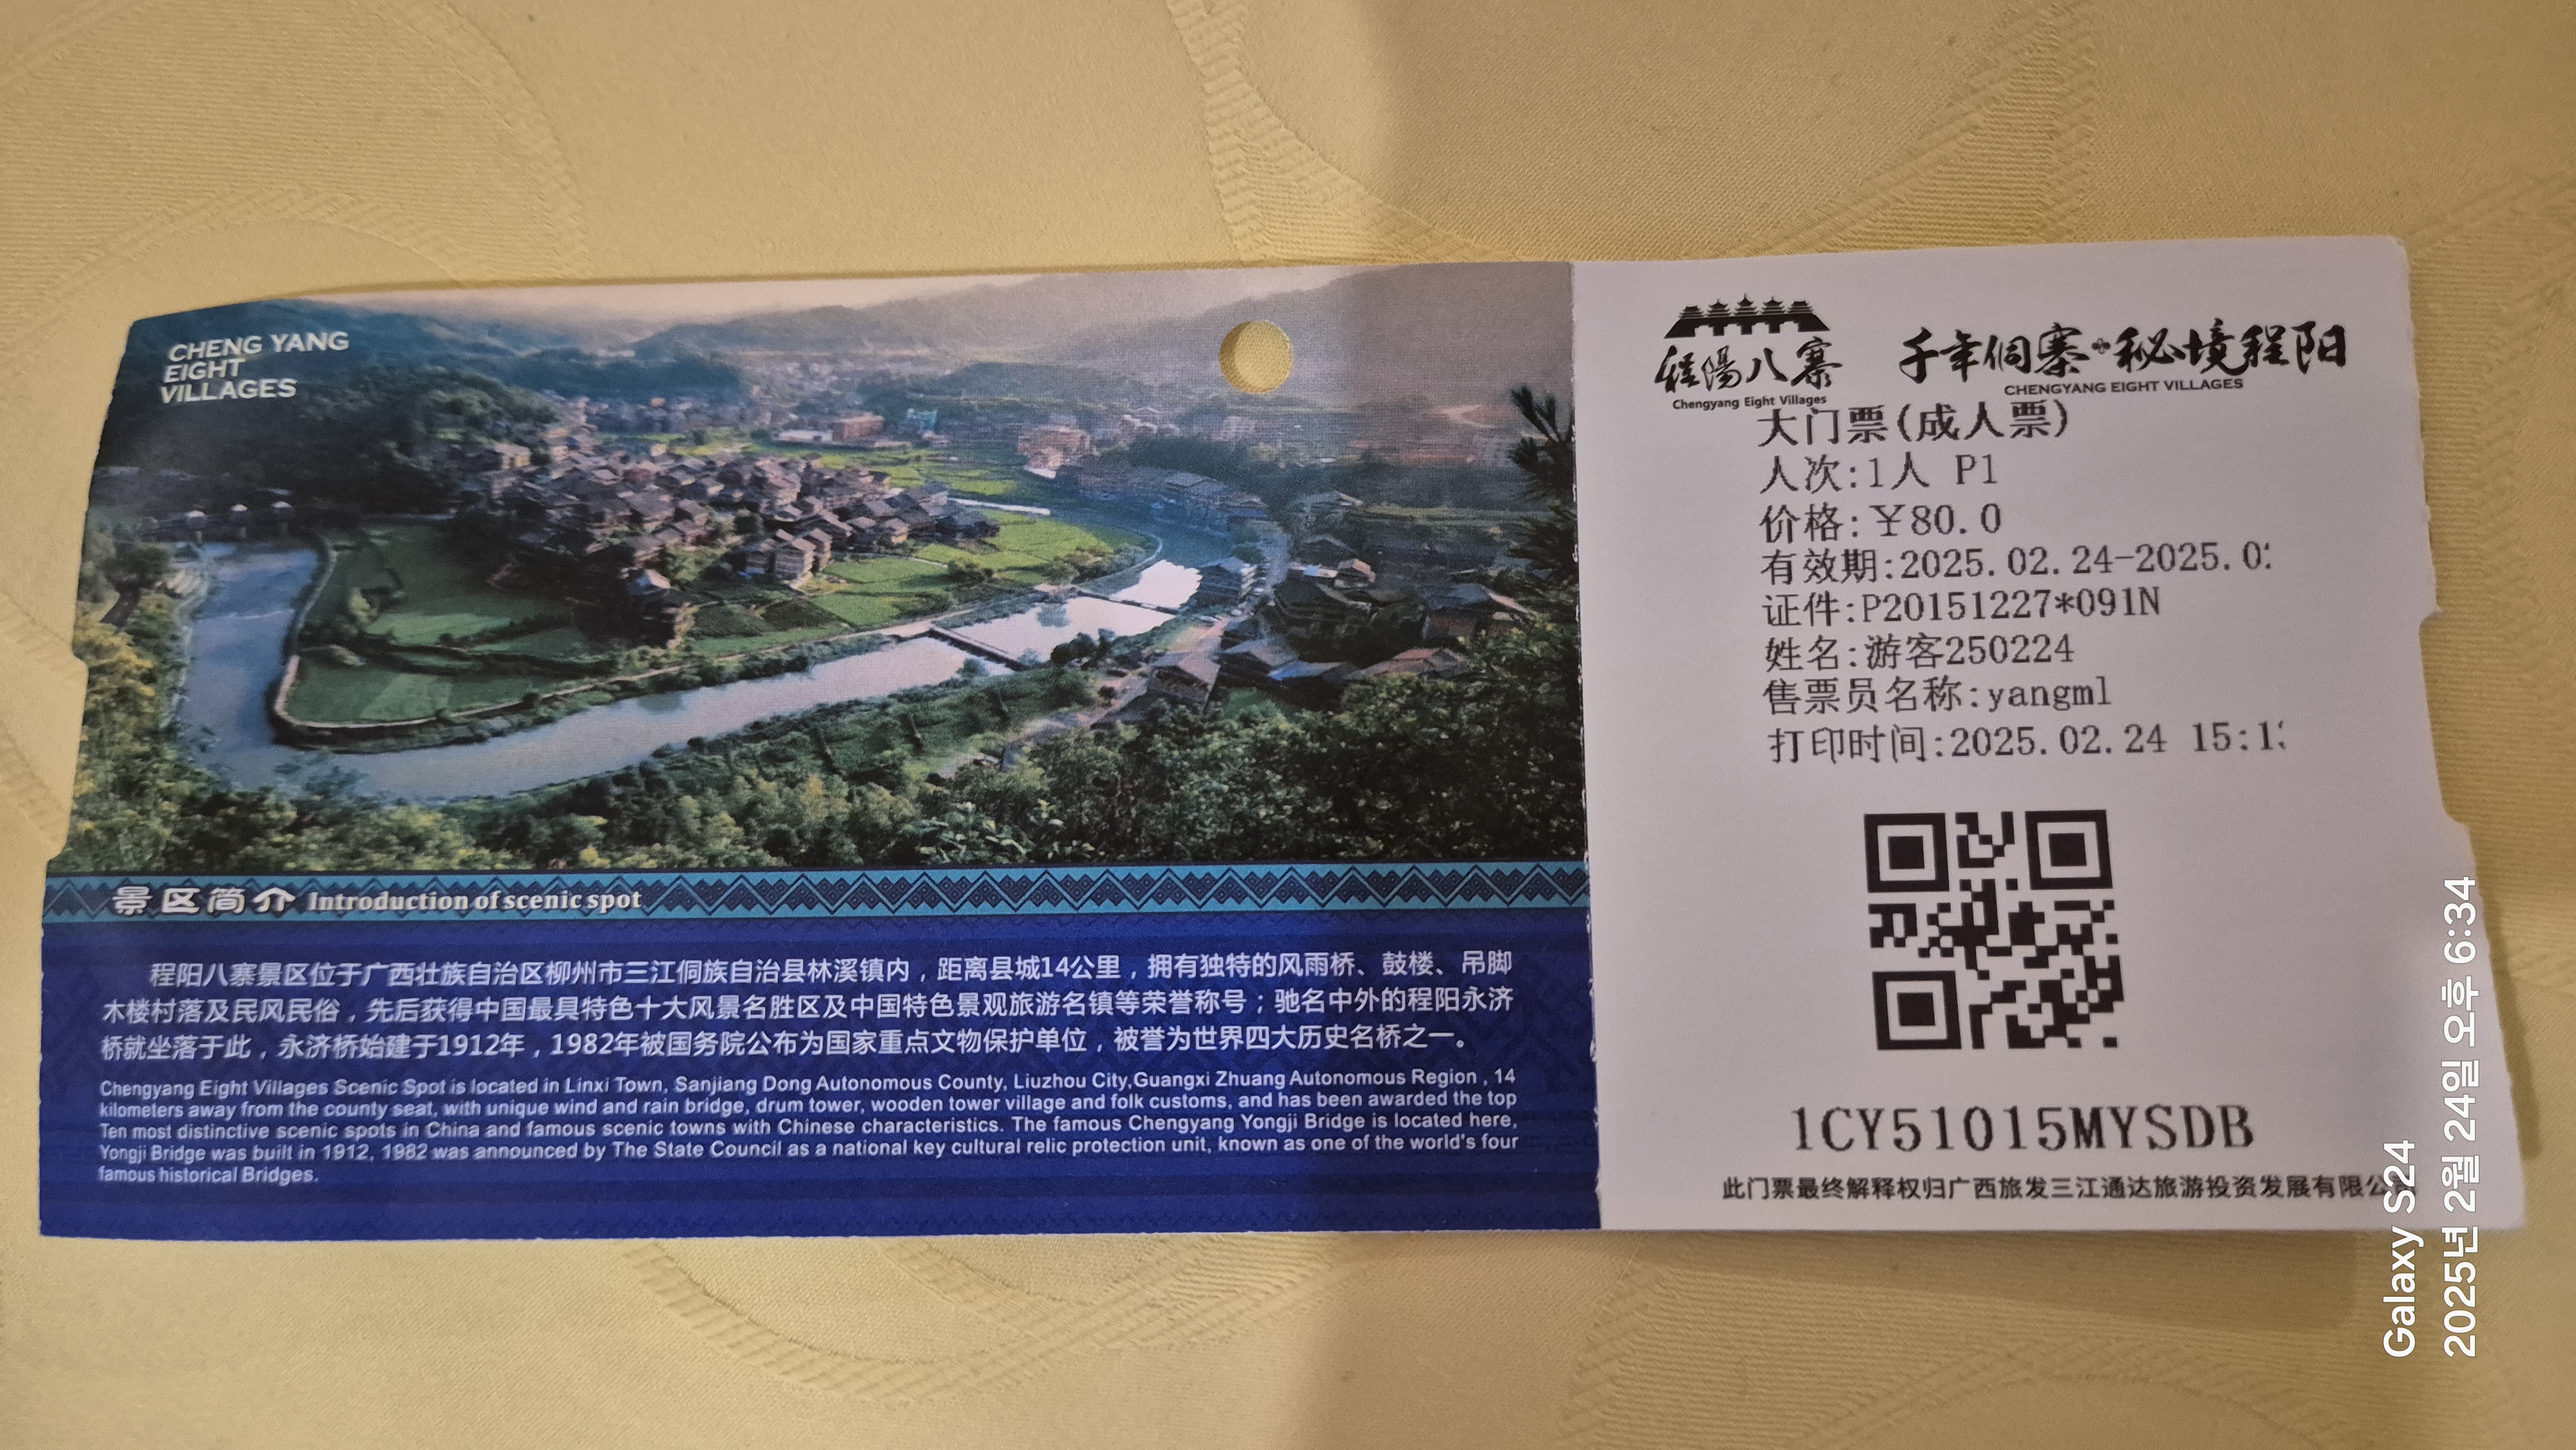 CHENG YANG
EIGHT
VILLAGES
景区简介 Introduction of scenic spot
程阳八寨景区位于广西壮族自治区柳州市三江侗族自治县林溪镇内，距离县城14公里，拥有独特的风雨桥、鼓楼、吊脚
木楼村落及民风民俗，先后获得中国最具特色十大风景名胜区及中国特色景观旅游名镇等荣誉称号；驰名中外的程阳永济
桥就坐落于此，永济桥始建于1912年，1982年被国务院公布为国家重点文物保护单位，被誉为世界四大历史名桥之一。
Chengyang Eight Villages Scenic Spot is located in Linxi Town, Sanjiang Dong Autonomous County, Liuzhou City,Guangxi Zhuang Autonomous Region , 14
kilometers away from the county seat, with unique wind and rain bridge, drum tower, wooden tower village and folk customs, and has been awarded the top
Ten most distinctive scenic spots in China and famous scenic towns with Chinese characteristics. The famous Chengyang Yongji Bridge is located here,
Yongji Bridge was built in 1912, 1982 was announced by The State Council as a national key cultural relic protection unit, known as one of the world's four
famous historical Bridges.
程陽八寨
Chengyang Eight Villages
千年侗寨·秘境程阳
CHENGYANG EIGHT VILLAGES
大门票(成人票)
人次:1人 P1
价格:¥80.0
有效期:2025.02.24-2025.0
证件:P20151227*091N
姓名:游客250224
售票员名称:yangml
打印时间:2025.02.24 15:1
1CY51015MYSDB
此门票最终解释权归广西旅发三江通达旅游投资发展有限公
Galaxy S24
2025년 2월 24일 오후 6:34